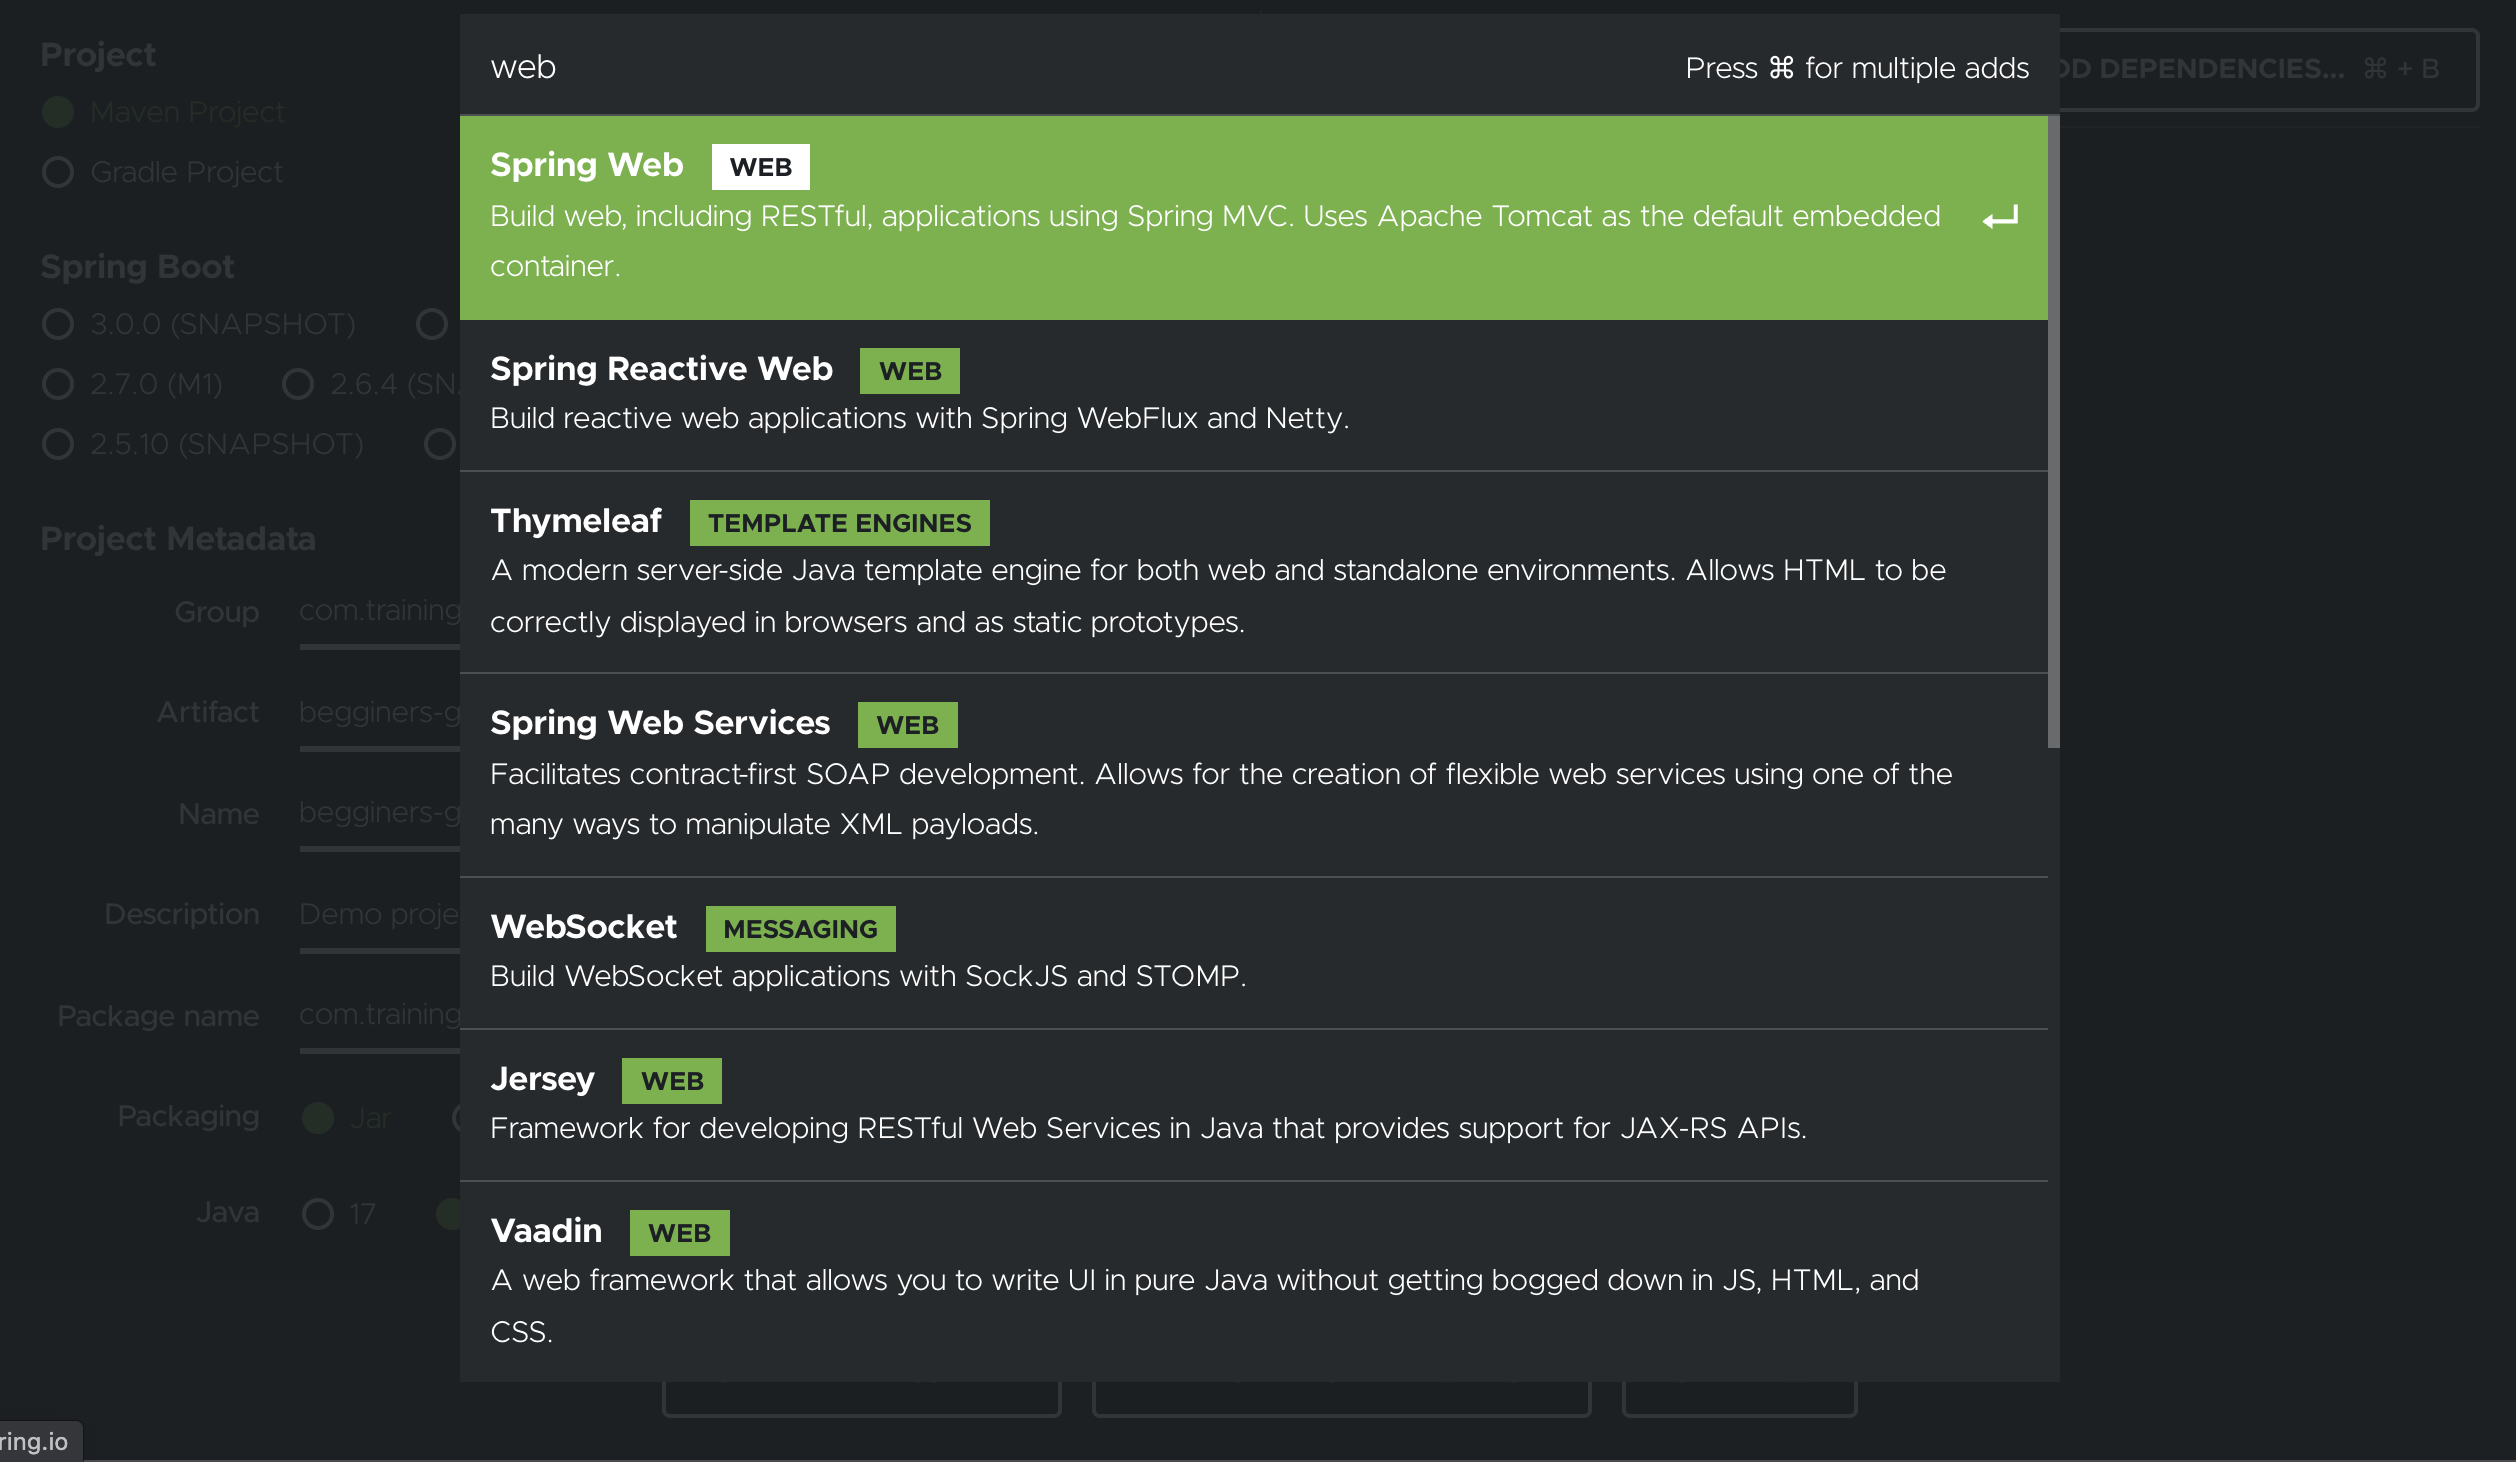 web
Press ⌘ for multiple adds
Spring Web WEB
Build web, including RESTful, applications using Spring MVC. Uses Apache Tomcat as the default embedded
container.
Spring Reactive Web WEB
Build reactive web applications with Spring WebFlux and Netty.
Thymeleaf TEMPLATE ENGINES
A modern server-side Java template engine for both web and standalone environments. Allows HTML to be
correctly displayed in browsers and as static prototypes.
Spring Web Services WEB
Facilitates contract-first SOAP development. Allows for the creation of flexible web services using one of the
many ways to manipulate XML payloads.
WebSocket MESSAGING
Build WebSocket applications with SockJS and STOMP.
Jersey WEB
Framework for developing RESTful Web Services in Java that provides support for JAX-RS APIs.
Vaadin WEB
A web framework that allows you to write UI in pure Java without getting bogged down in JS, HTML, and
CSS.
Project
Maven Project
Gradle Project
Spring Boot
3.0.0 (SNAPSHOT)
2.7.0 (M1) 2.6.4 (SN
2.5.10 (SNAPSHOT)
Project Metadata
Group com.training
Artifact begginers-g
Name begginers-g
Description Demo proje
Package name com.training
Packaging Jar
Java 17
DD DEPENDENCIES... ⌘ + B
ring.io